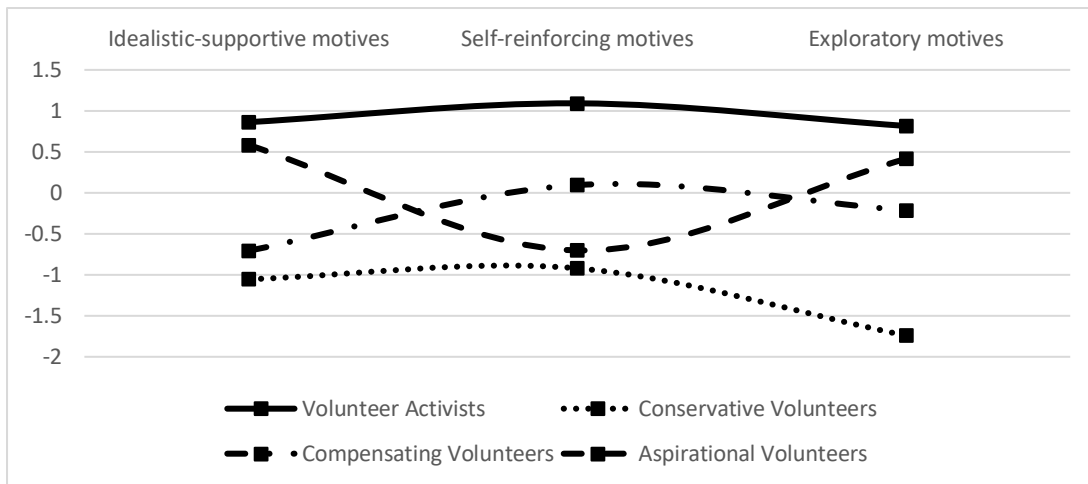 Idealistic-supportive motives Self-reinforcing motives Exploratory motives
1.5
1
0.5
0
-0.5
-1
-1.5
-2
Volunteer Activists Conservative Volunteers
Compensating Volunteers Aspirational Volunteers